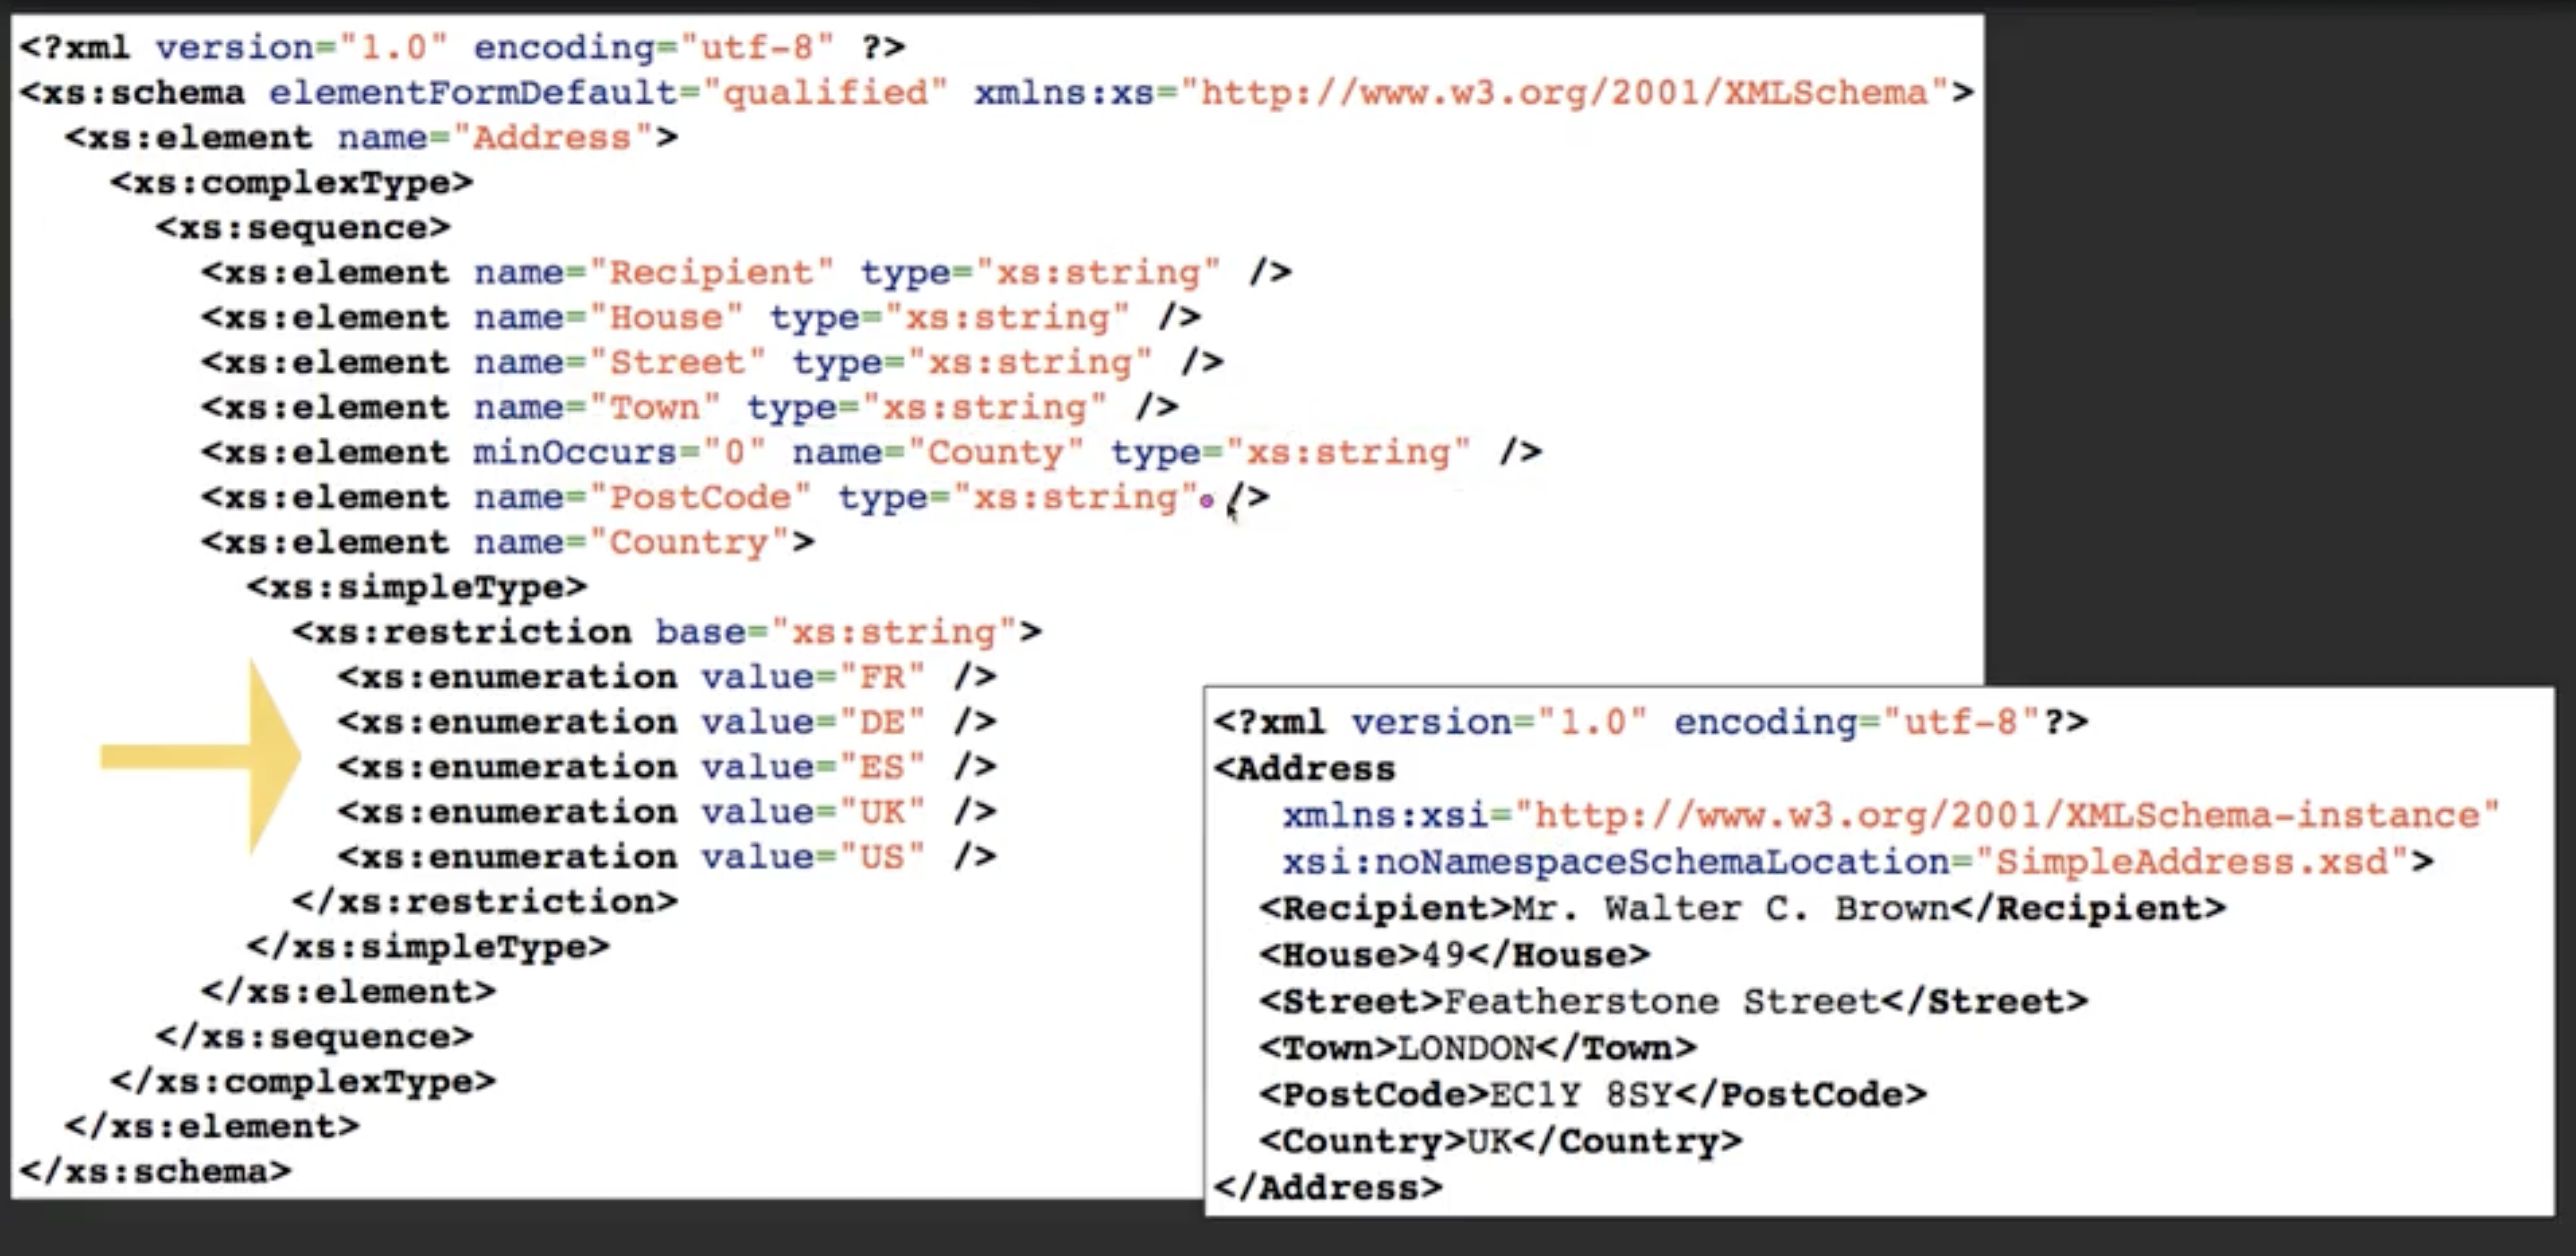 <?xml version="1.0" encoding="utf-8" ?>
<xs:schema elementFormDefault="qualified" xmlns:xs="http://www.w3.org/2001/XMLSchema">
<xs:element name="Address">
<xs:complexType>
<xs:sequence>
<xs:element name="Recipient" type="xs:string" />
<xs:element name="House" type="xs:string" />
<xs:element name="Street" type="xs:string" />
<xs:element name="Town" type="xs:string" />
<xs:element minOccurs="0" name="County" type="xs:string" />
<xs:element name="PostCode" type="xs:string" />
<xs:element name="Country">
<xs:simpleType>
<xs:restriction base="xs:string">
<xs:enumeration value="FR" />
<xs:enumeration value="DE" />
<xs:enumeration value="ES" />
<xs:enumeration value="UK" />
<xs:enumeration value="US" />
</xs:restriction>
</xs:simpleType>
</xs:element>
</xs:sequence>
</xs:complexType>
</xs:element>
</xs:schema>
<?xml version="1.0" encoding="utf-8"?>
<Address
xmlns:xsi="http://www.w3.org/2001/XMLSchema-instance"
xsi:noNamespaceSchemaLocation="SimpleAddress.xsd">
<Recipient>Mr. Walter C. Brown</Recipient>
<House>49</House>
<Street>Featherstone Street</Street>
<Town>LONDON</Town>
<PostCode>EC1Y 8SY</PostCode>
<Country>UK</Country>
</Address>